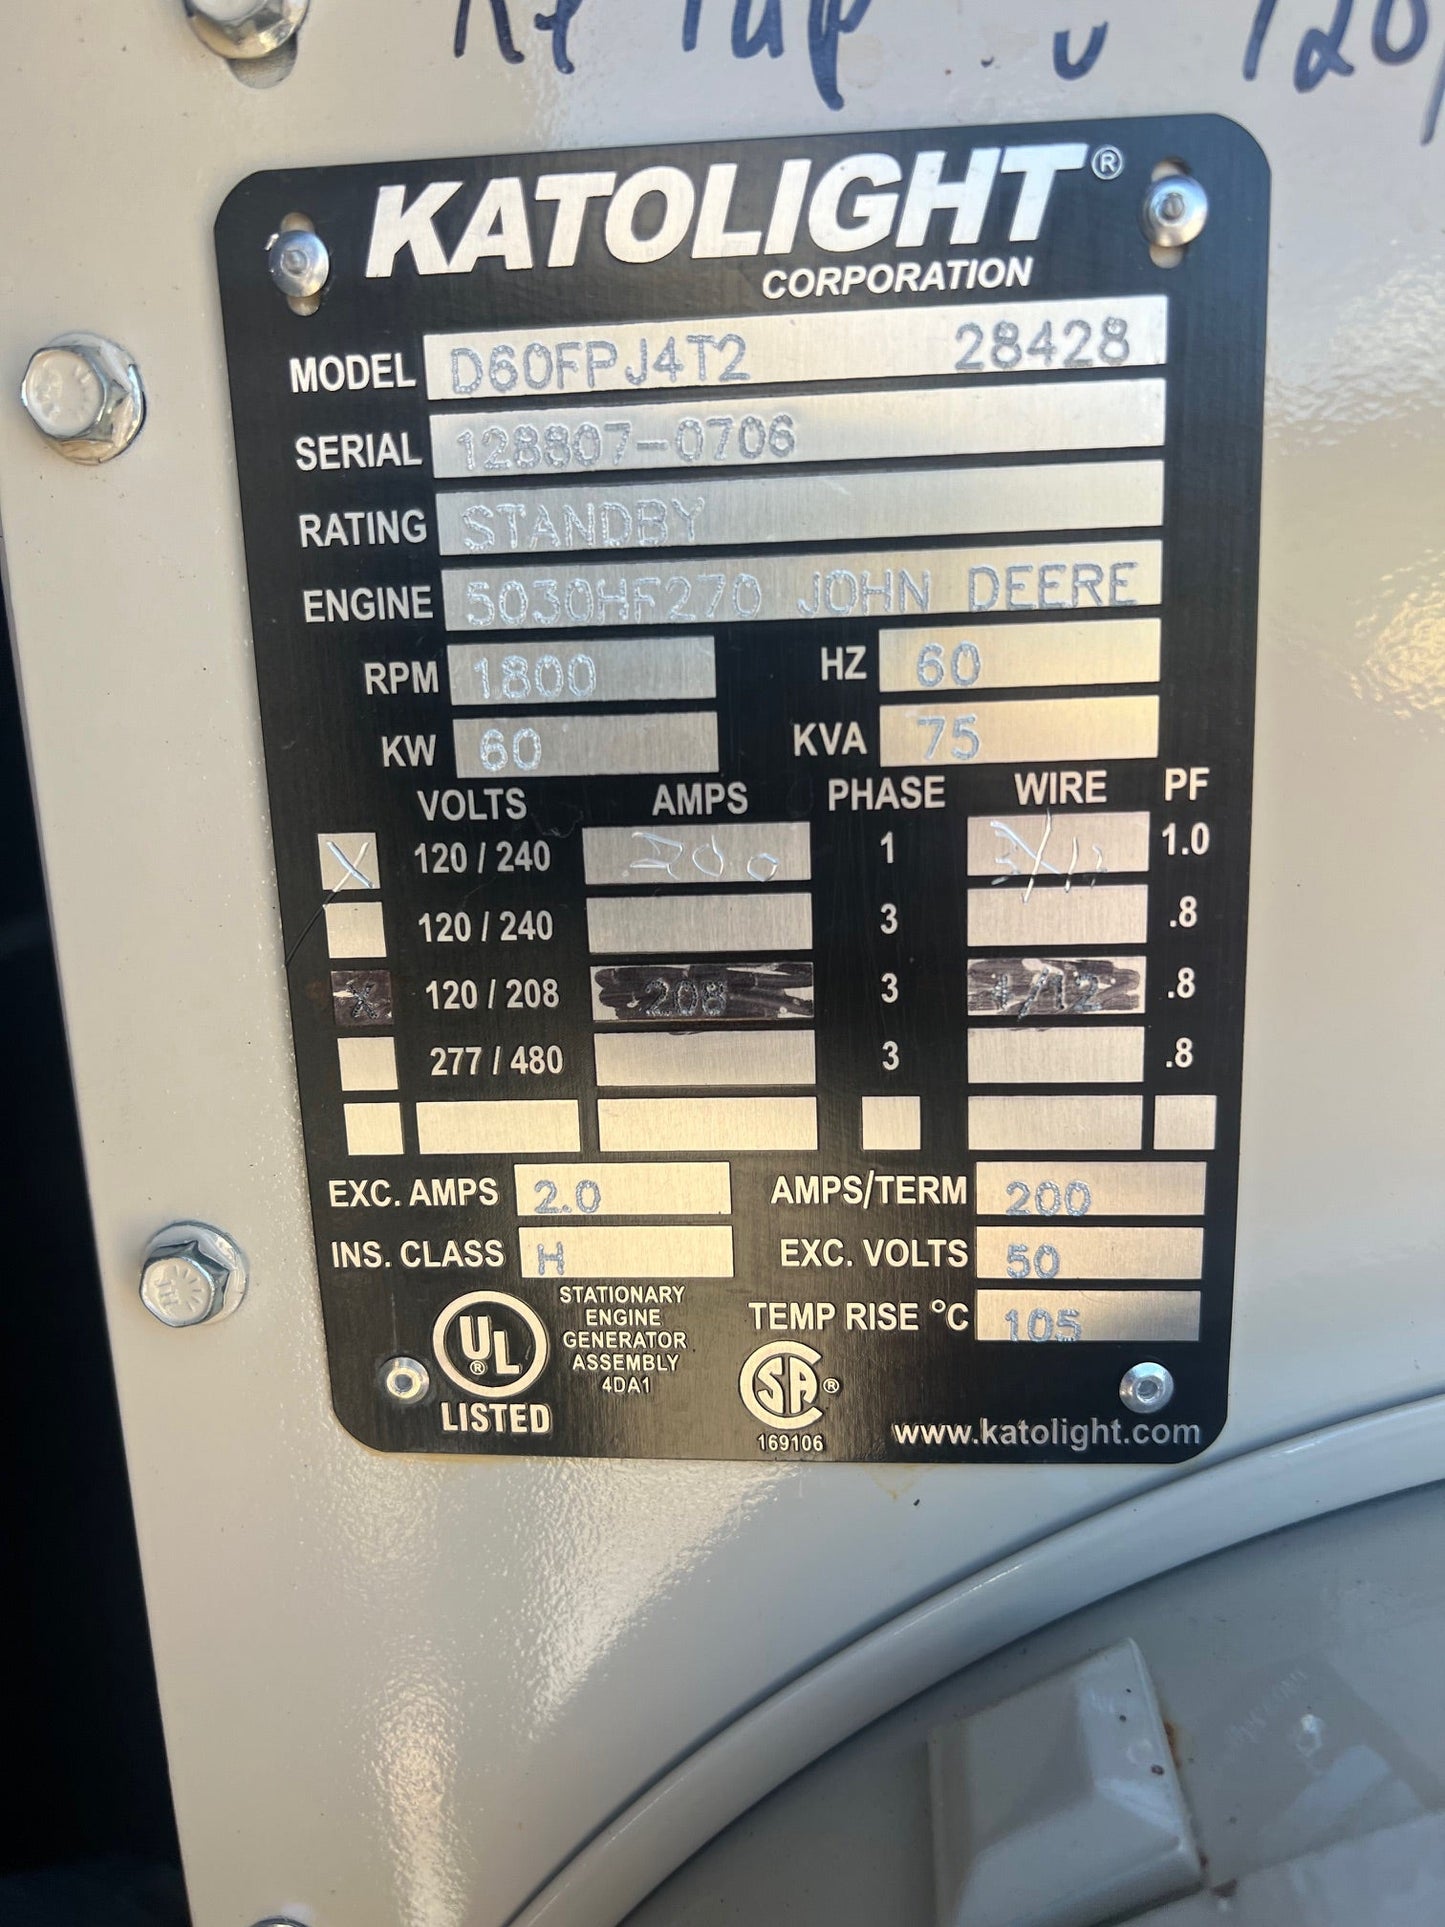 120
KATOLIGHT®
CORPORATION
MODEL D60FPJ4T2 28428
SERIAL 128807-0706
RATING STANDBY
ENGINE 5030HF270 JOHN DEERE
RPM 1800 HZ 60
KW 60 KVA 75
VOLTS AMPS PHASE WIRE PF
X 120 / 240 200 1 1.0
120 / 240 3 .8
X 120 / 208 208 3 /12 .8
277 / 480 3 .8
EXC. AMPS 2.0 AMPS/TERM 200
INS. CLASS H EXC. VOLTS 50
TEMP RISE °C 105
UL®
LISTED
STATIONARY
ENGINE
GENERATOR
ASSEMBLY
4DA1
SA®
169106
www.katolight.com